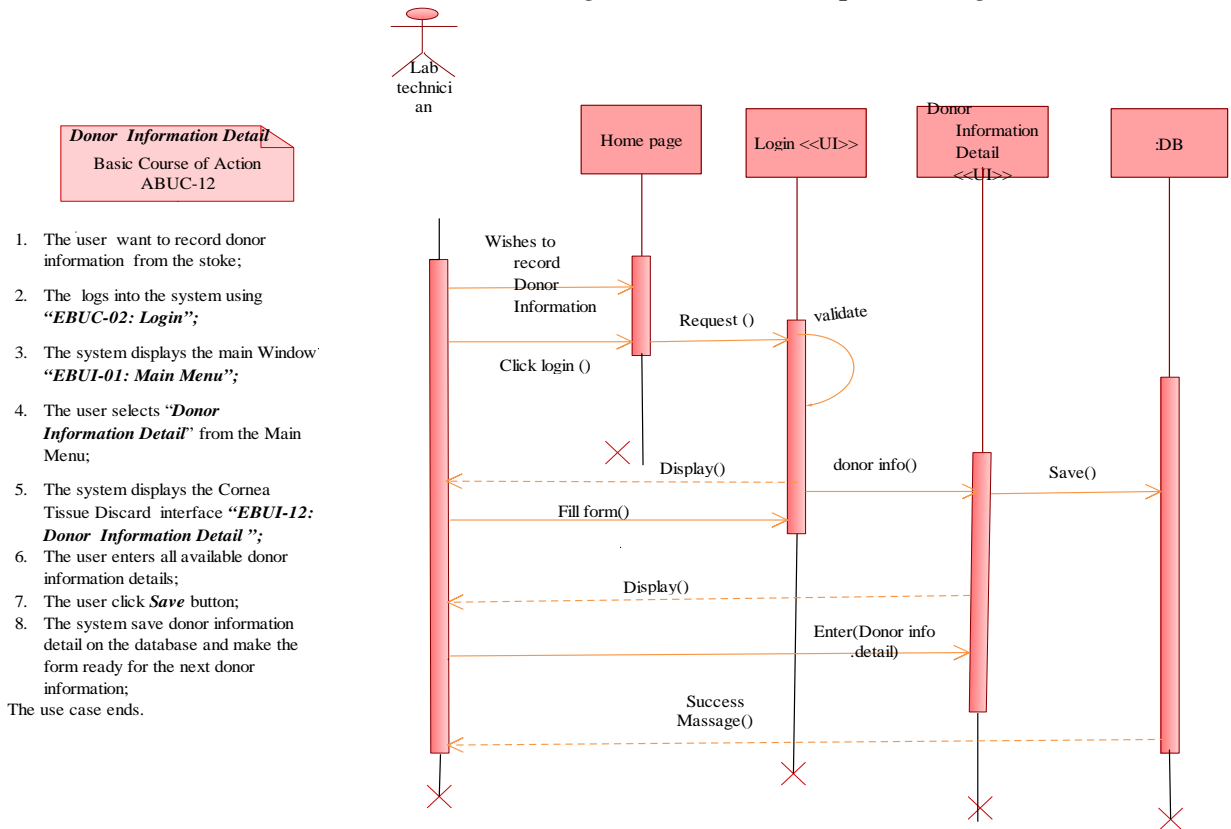 Lab
technici
an
Donor Information Detail
Basic Course of Action
ABUC-12
1. The user want to record donor
information from the stoke;
2. The logs into the system using
“EBUC-02: Login”;
3. The system displays the main Window
“EBUI-01: Main Menu”;
4. The user selects “Donor
Information Detail” from the Main
Menu;
5. The system displays the Cornea
Tissue Discard interface “EBUI-12:
Donor Information Detail ”;
6. The user enters all available donor
information details;
7. The user click Save button;
8. The system save donor information
detail on the database and make the
form ready for the next donor
information;
The use case ends.
Home page
Login <<UI>>
Donor
Information
Detail
<<UI>>
:DB
Wishes to
record
Donor
Information
Request ()
validate
Click login ()
Display()
donor info()
Save()
Fill form()
Display()
Enter(Donor info
.detail)
Success
Massage()